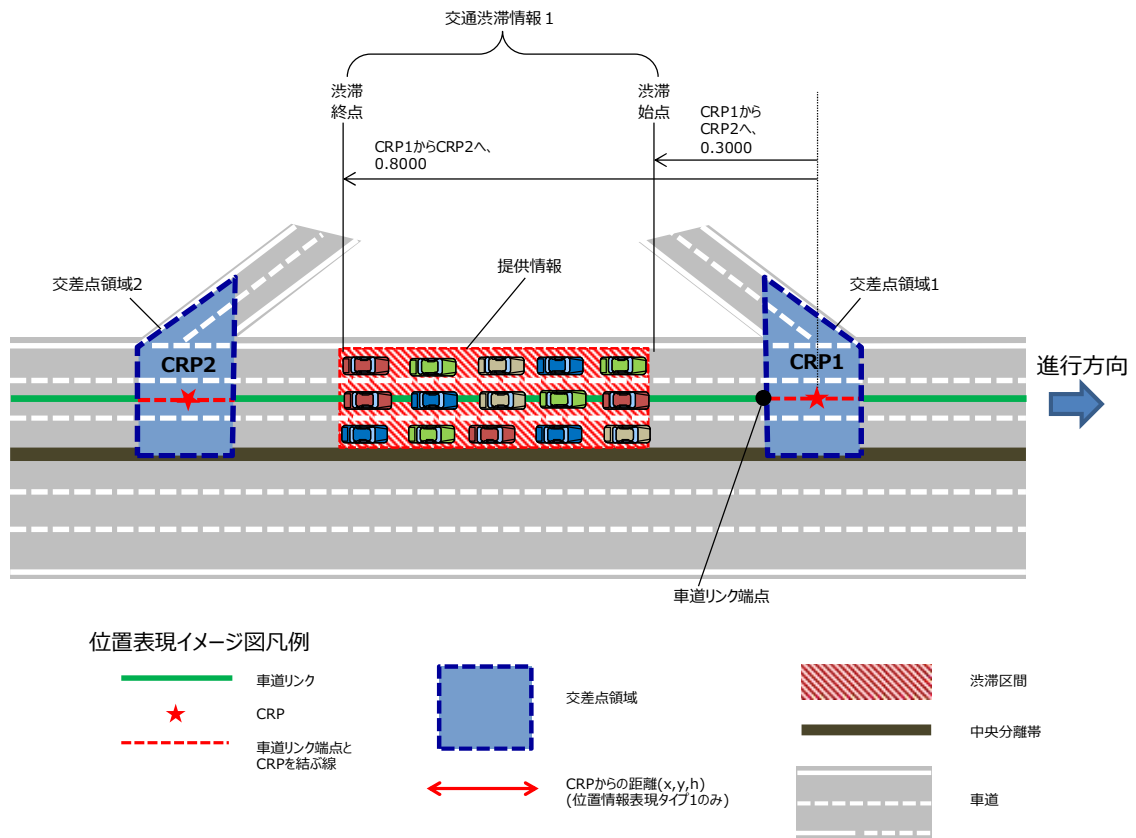 交通渋滞情報1
渋滞
終点
渋滞
始点
CRP1から
CRP2へ、
0.3000
CRP1からCRP2へ、
0.8000
交差点領域2
提供情報
交差点領域1
CRP2
CRP1
進行方向
車道リンク端点
位置表現イメージ図凡例
車道リンク
CRP
車道リンク端点と
CRPを結ぶ線
交差点領域
CRPからの距離(x,y,h)
(位置情報表現タイプ1のみ)
渋滞区間
中央分離帯
車道